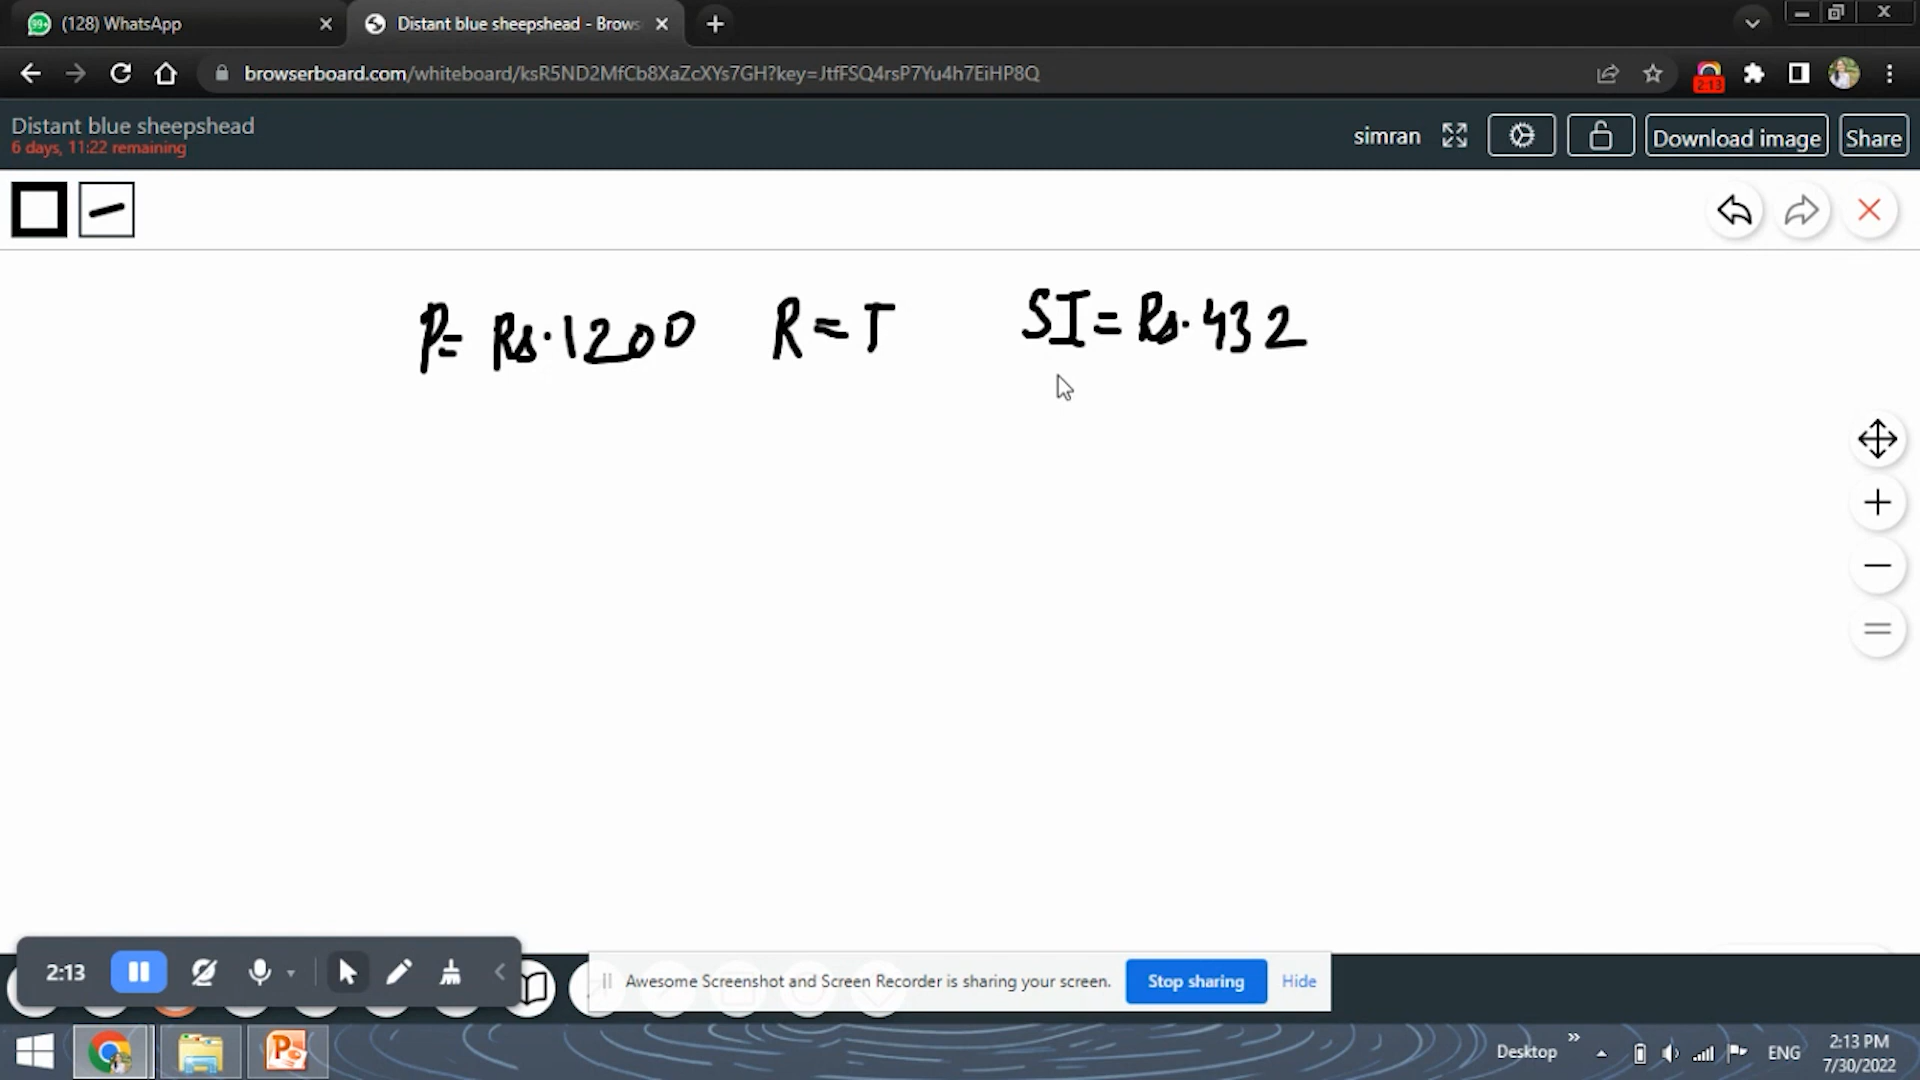 (128) WhatsApp
Distant blue sheepshead - Brows
browserboard.com/whiteboard/ksR5ND2MfCb8XaZcXYs7GH?key=JtfFSQ4rsP7Yu4h7EiHP8Q
2:13
Distant blue sheepshead
6 days, 11:22 remaining
simran
Download image
Share
P= Rs.1200 R = T SI = Rs.432
2:13
Awesome Screenshot and Screen Recorder is sharing your screen.
Stop sharing
Hide
Desktop
ENG
2:13 PM
7/30/2022